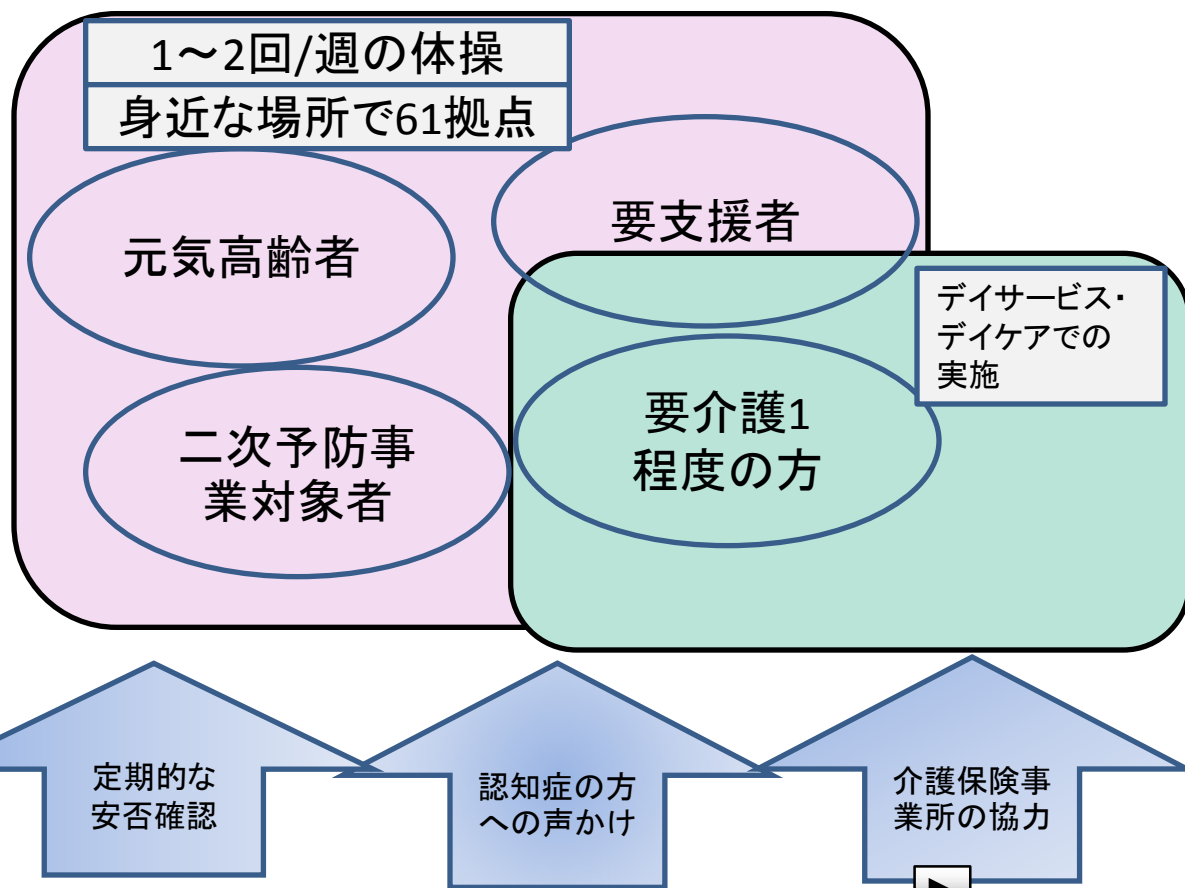 1～2回/週の体操
身近な場所で61拠点
元気高齢者
要支援者
デイサービス・
デイケアでの
実施
二次予防事
業対象者
要介護1
程度の方
定期的な
安否確認
認知症の方
への声かけ
介護保険事
業所の協力